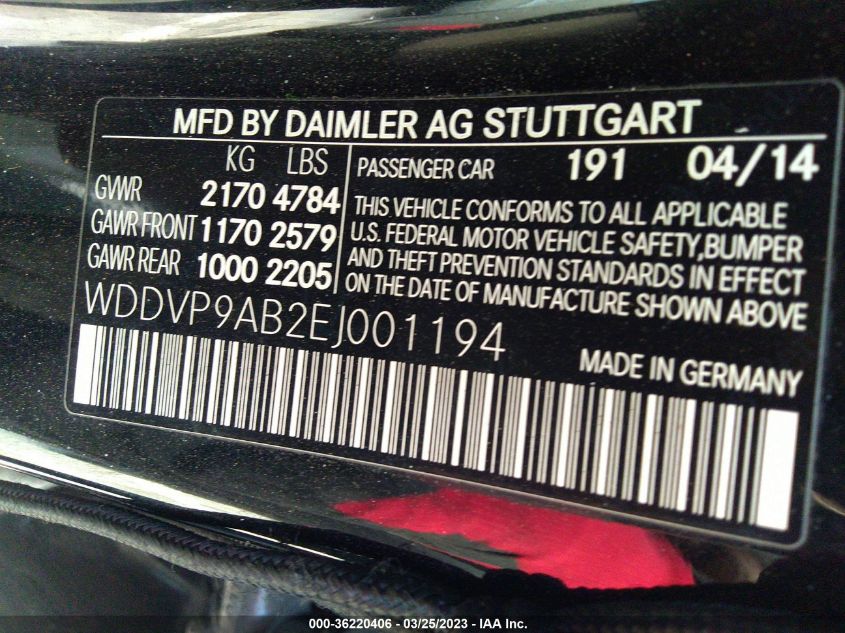 MFD BY DAIMLER AG STUTTGART
KG LBS
GVWR 2170 4784
GAWR FRONT 1170 2579
GAWR REAR 1000 2205
PASSENGER CAR 191 04/14
THIS VEHICLE CONFORMS TO ALL APPLICABLE
U.S. FEDERAL MOTOR VEHICLE SAFETY,BUMPER
AND THEFT PREVENTION STANDARDS IN EFFECT
ON THE DATE OF MANUFACTURE SHOWN ABOVE
WDDVP9AB2EJ001194
MADE IN GERMANY
000-36220406 - 03/25/2023 - IAA Inc.